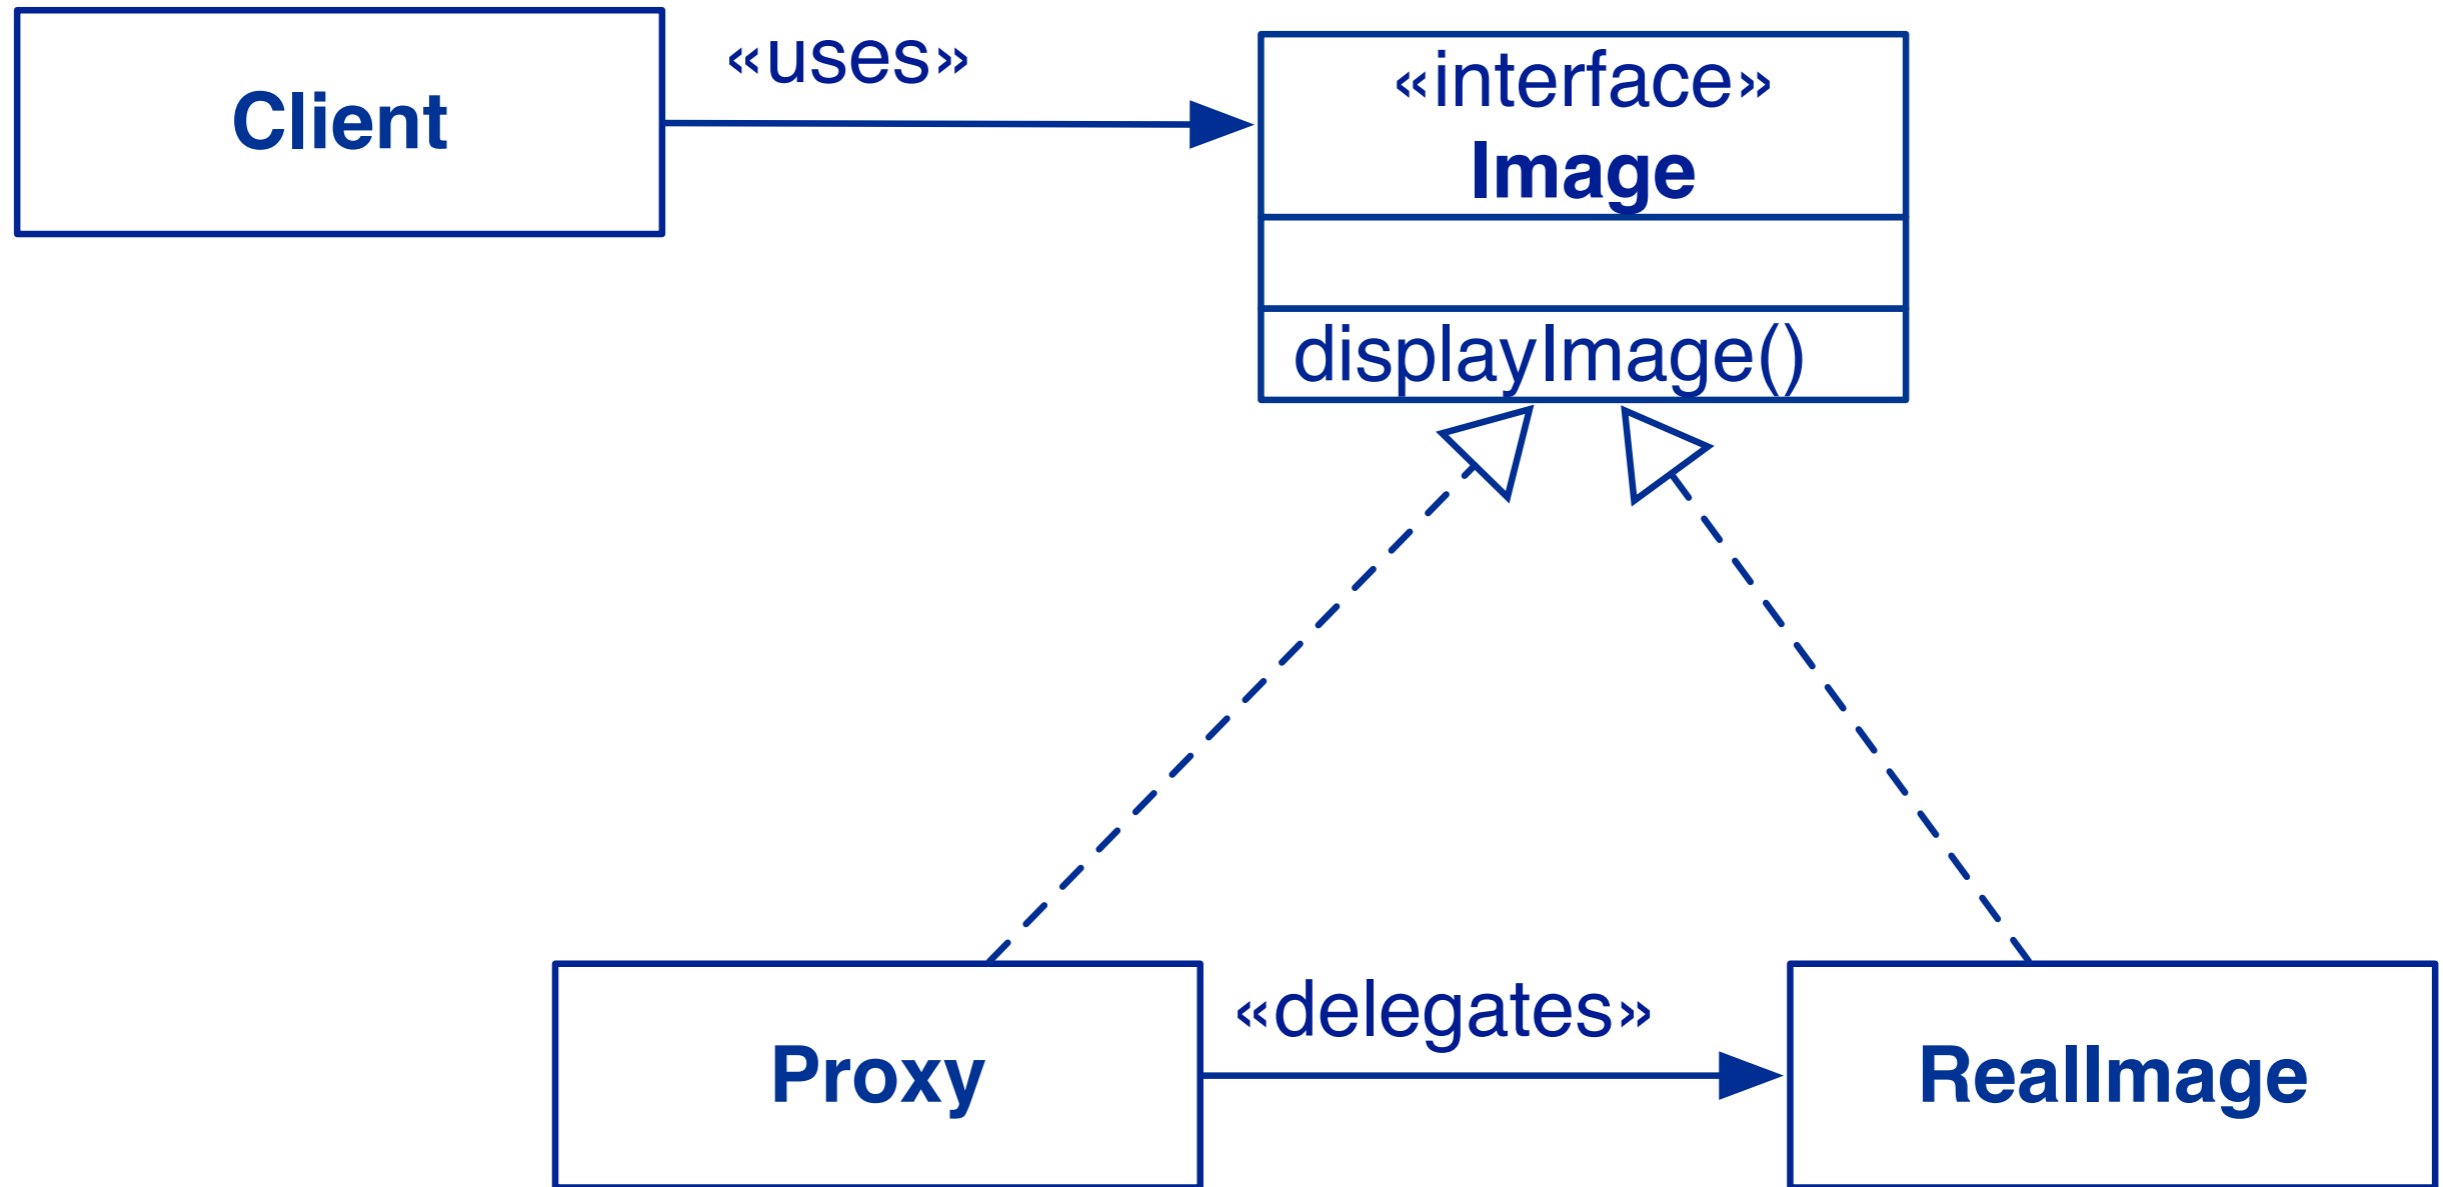 Client
«uses»
«interface»
Image
displayImage()
Proxy
«delegates»
RealImage